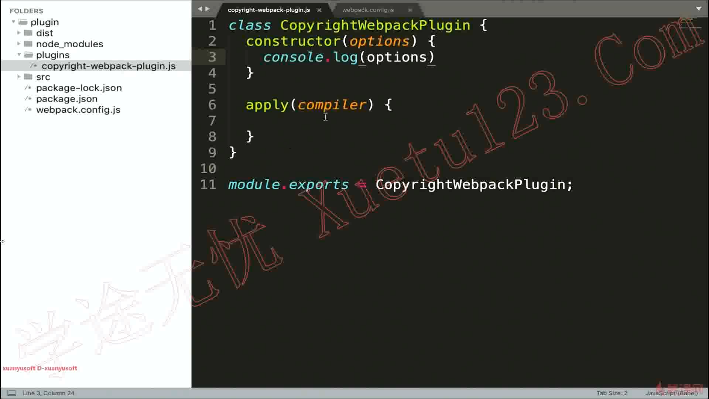 FOLDERS
plugin
dist
node_modules
plugins
copyright-webpack-plugin.js
src
package-lock.json
package.json
webpack.config.js
copyright-webpack-plugin.js
webpack.config.js
1 class CopyrightWebpackPlugin {
2 constructor(options) {
3 console.log(options)
4 }
5
6 apply(compiler) {
7
8 }
9 }
10
11 module.exports = CopyrightWebpackPlugin;
学途无忧 Xuetu123.Com
xuanyusoft D-xuanyusoft
Line 3, Column 24
Tab Size: 2
JavaScript (Babel)